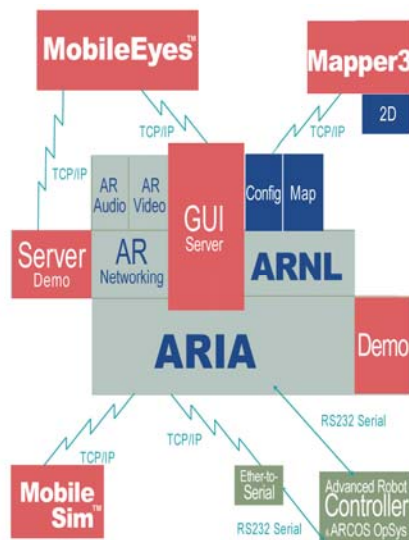 MobileEyes™
Mapper3™
2D
TCP/IP
TCP/IP
TCP/IP
AR
Audio
AR
Video
GUI
Server
Config
Map
Server
Demo
AR
Networking
ARNL
ARIA
Demo
RS232 Serial
TCP/IP
TCP/IP
Mobile
Sim™
Ether-to-
Serial
RS232 Serial
Advanced Robot
Controller
& ARCOS OpSys